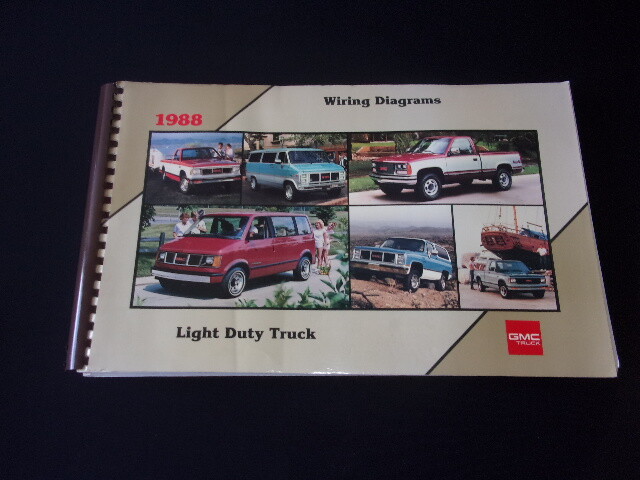 Wiring Diagrams
1988
Light Duty Truck
GMC
TRUCK